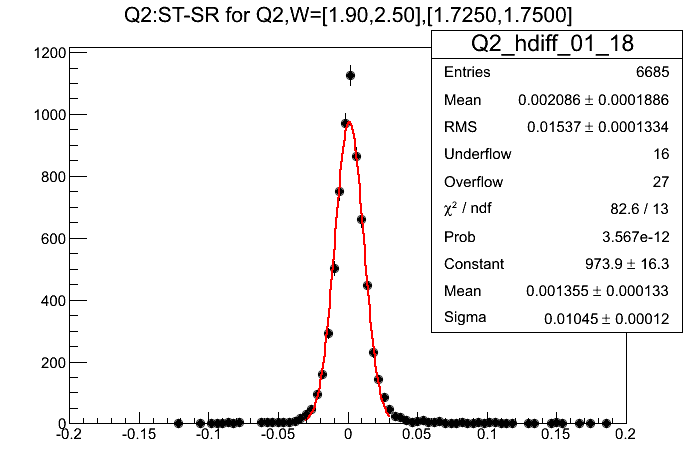 Q2:ST-SR for Q2,W=[1.90,2.50],[1.7250,1.7500]
Q2_hdiff_01_18
Entries 6685
Mean 0.002086 ± 0.0001886
RMS 0.01537 ± 0.0001334
Underflow 16
Overflow 27
χ² / ndf 82.6 / 13
Prob 3.567e-12
Constant 973.9 ± 16.3
Mean 0.001355 ± 0.000133
Sigma 0.01045 ± 0.00012
1200
1000
800
600
400
200
0
-0.2 -0.15 -0.1 -0.05 0 0.05 0.1 0.15 0.2